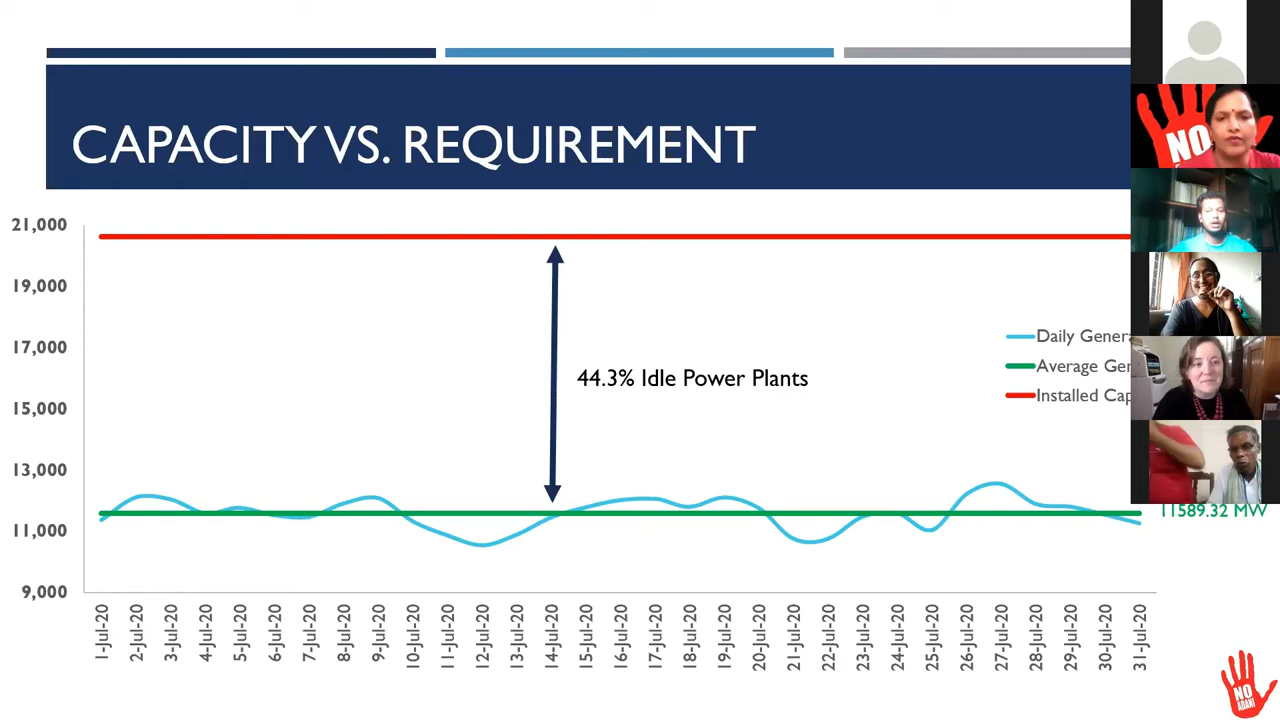 CAPACITY VS. REQUIREMENT
21,000
19,000
17,000
15,000
13,000
11,000
9,000
44.3% Idle Power Plants
Daily
Average
Installed
11589.32 MW
1-Jul-20
2-Jul-20
3-Jul-20
4-Jul-20
5-Jul-20
6-Jul-20
7-Jul-20
8-Jul-20
9-Jul-20
10-Jul-20
11-Jul-20
12-Jul-20
13-Jul-20
14-Jul-20
15-Jul-20
16-Jul-20
17-Jul-20
18-Jul-20
19-Jul-20
20-Jul-20
21-Jul-20
22-Jul-20
23-Jul-20
24-Jul-20
25-Jul-20
26-Jul-20
27-Jul-20
28-Jul-20
29-Jul-20
30-Jul-20
31-Jul-20
NO
NO
ADANI